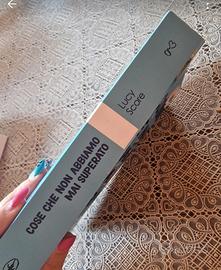 COSE CHE NON ABBIAMO
MAI SUPERATO
Lucy
Score